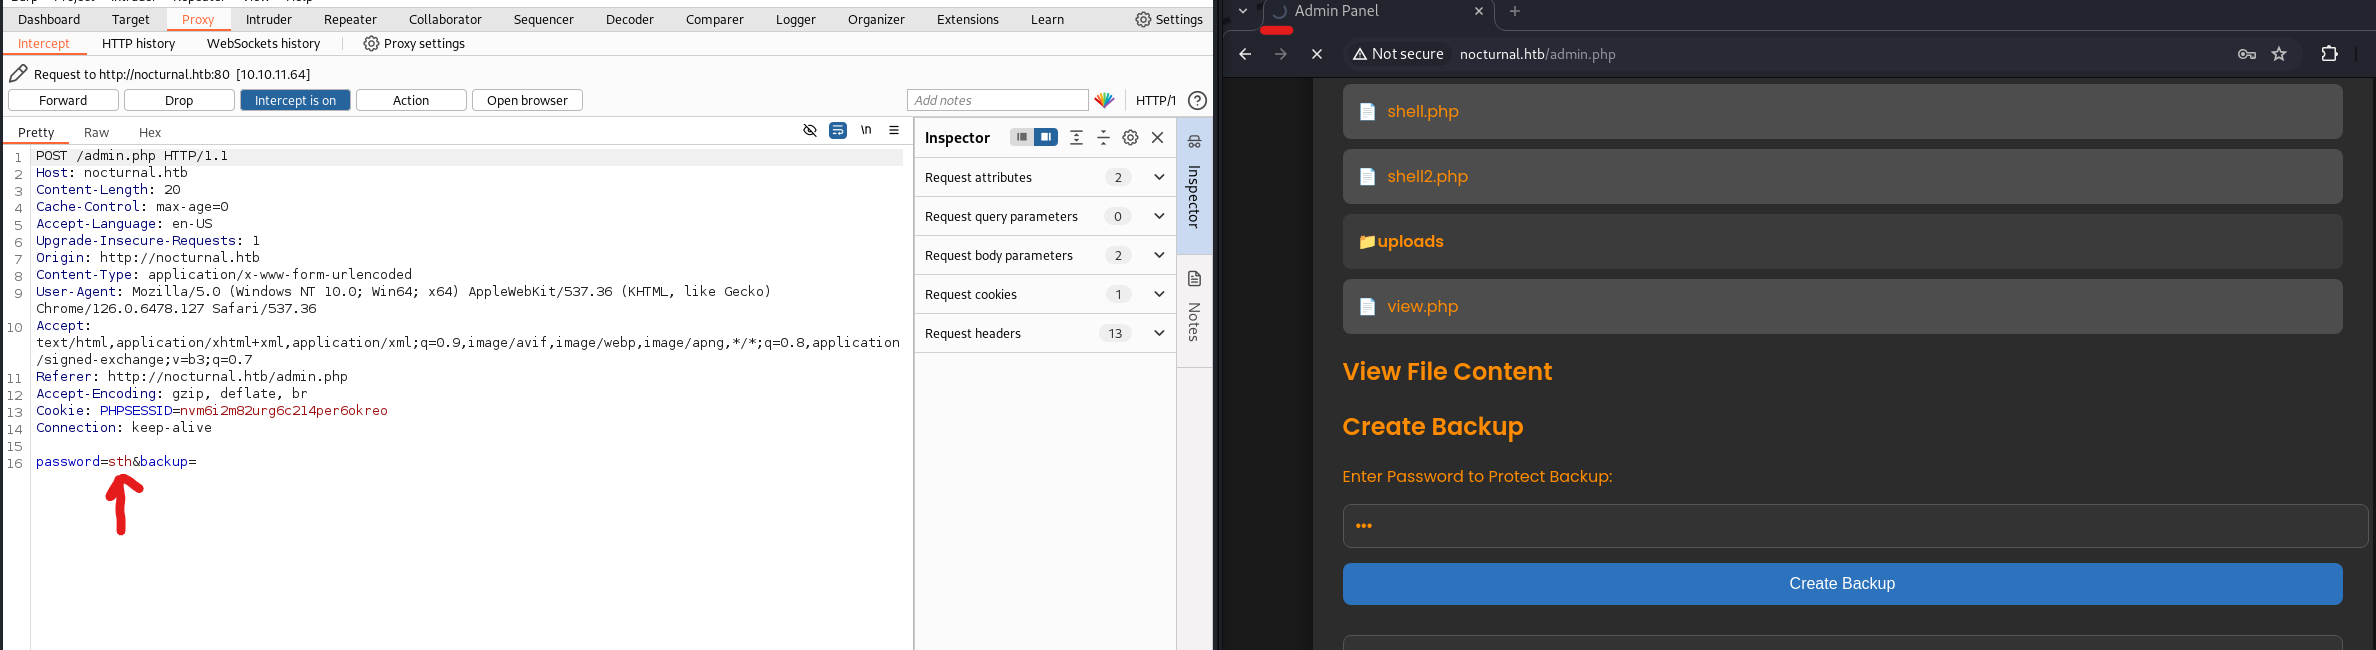 Dashboard Target Proxy Intruder Repeater Collaborator Sequencer Decoder Comparer Logger Organizer Extensions Learn Settings
Intercept HTTP history WebSockets history Proxy settings
Request to http://nocturnal.htb:80 [10.10.11.64]
Forward Drop Intercept is on Action Open browser Add notes HTTP/1
Pretty Raw Hex \n
1 POST /admin.php HTTP/1.1
2 Host: nocturnal.htb
3 Content-Length: 20
4 Cache-Control: max-age=0
5 Accept-Language: en-US
6 Upgrade-Insecure-Requests: 1
7 Origin: http://nocturnal.htb
8 Content-Type: application/x-www-form-urlencoded
9 User-Agent: Mozilla/5.0 (Windows NT 10.0; Win64; x64) AppleWebKit/537.36 (KHTML, like Gecko)
Chrome/126.0.6478.127 Safari/537.36
10 Accept:
text/html,application/xhtml+xml,application/xml;q=0.9,image/avif,image/webp,image/apng,*/*;q=0.8,application
/signed-exchange;v=b3;q=0.7
11 Referer: http://nocturnal.htb/admin.php
12 Accept-Encoding: gzip, deflate, br
13 Cookie: PHPSESSID=nvm6i2m82urg6c214per6okreo
14 Connection: keep-alive
15
16 password=sth&backup=
Inspector
Request attributes 2
Request query parameters 0
Request body parameters 2
Request cookies 1
Request headers 13
Inspector
Notes
Admin Panel
Not secure nocturnal.htb/admin.php
shell.php
shell2.php
uploads
view.php
View File Content
Create Backup
Enter Password to Protect Backup:
•••
Create Backup